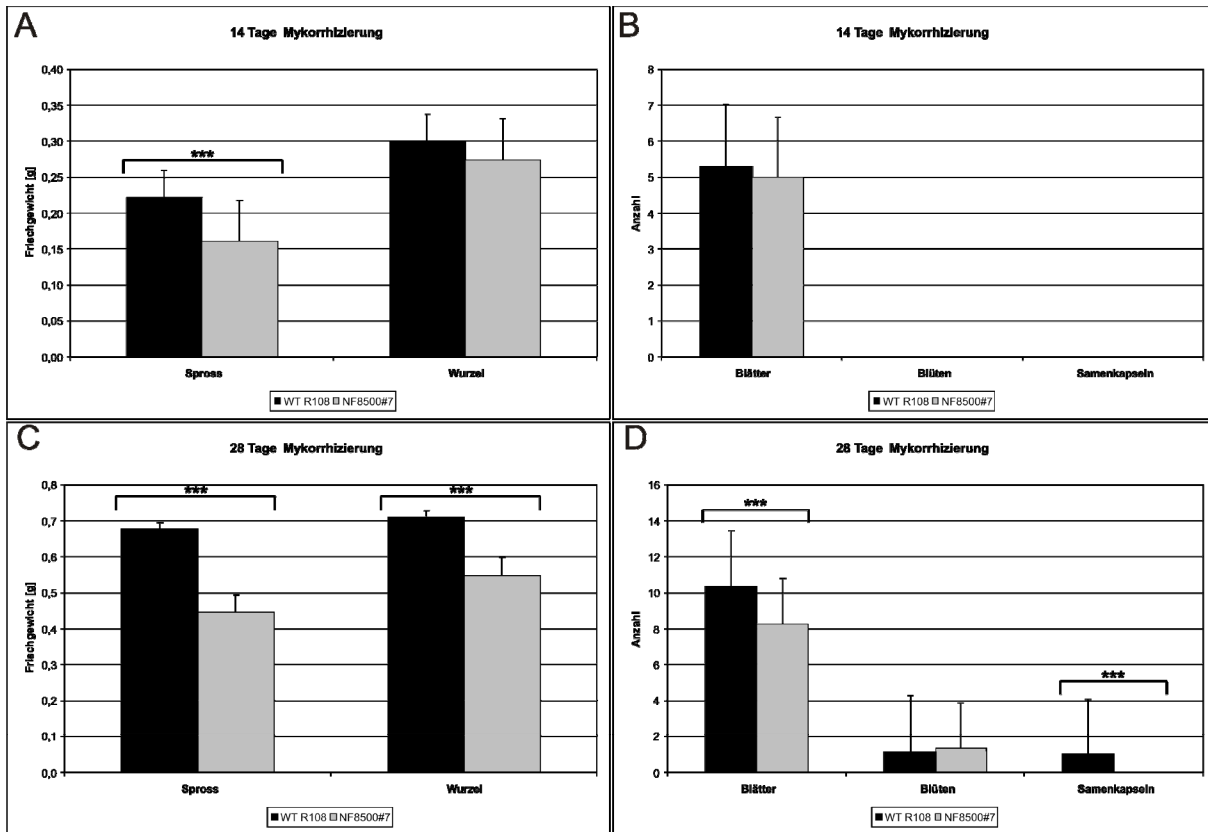 A
14 Tage Mykorrhizierung
Frischgewicht [g]
0,40
0,35
0,30
0,25
0,20
0,15
0,10
0,05
0,00
***
Spross
Wurzel
WT R108 NF8500#7
B
14 Tage Mykorrhizierung
Anzahl
8
7
6
5
4
3
2
1
0
Blätter
Blüten
Samenkapseln
WT R108 NF8500#7
C
28 Tage Mykorrhizierung
Frischgewicht [g]
0,8
0,7
0,6
0,5
0,4
0,3
0,2
0,1
0,0
***
***
Spross
Wurzel
WT R108 NF8500#7
D
28 Tage Mykorrhizierung
Anzahl
16
14
12
10
8
6
4
2
0
***
***
Blätter
Blüten
Samenkapseln
WT R108 NF8500#7